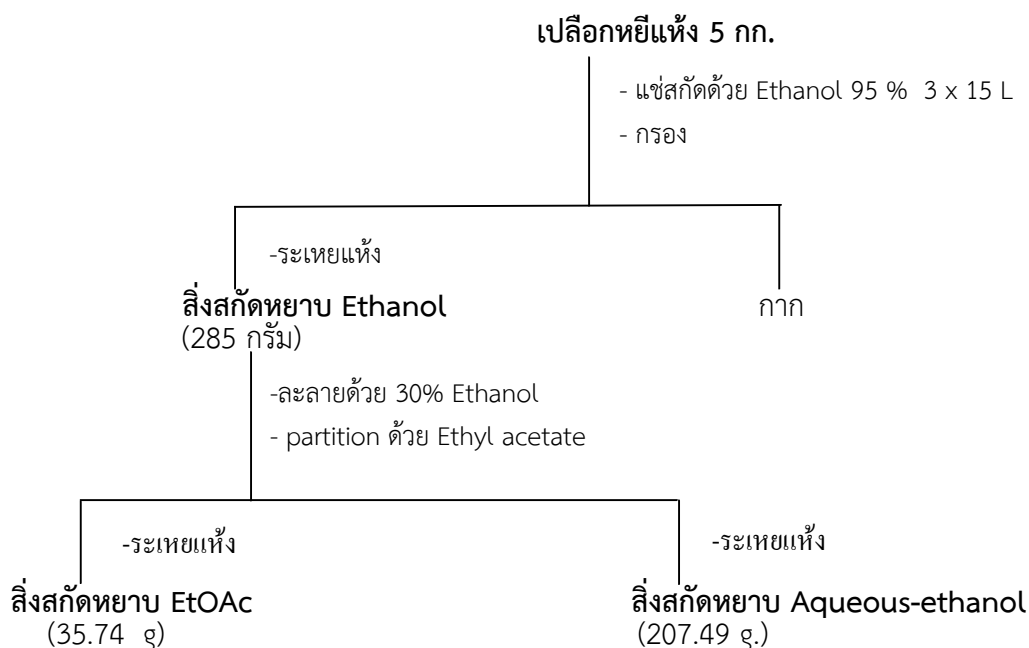 เปลือกหยีแห้ง 5 กก.
- แช่สกัดด้วย Ethanol 95 % 3 x 15 L
- กรอง
-ระเหยแห้ง
สิ่งสกัดหยาบ Ethanol
(285 กรัม)
กาก
-ละลายด้วย 30% Ethanol
- partition ด้วย Ethyl acetate
-ระเหยแห้ง
-ระเหยแห้ง
สิ่งสกัดหยาบ EtOAc
(35.74 g)
สิ่งสกัดหยาบ Aqueous-ethanol
(207.49 g.)